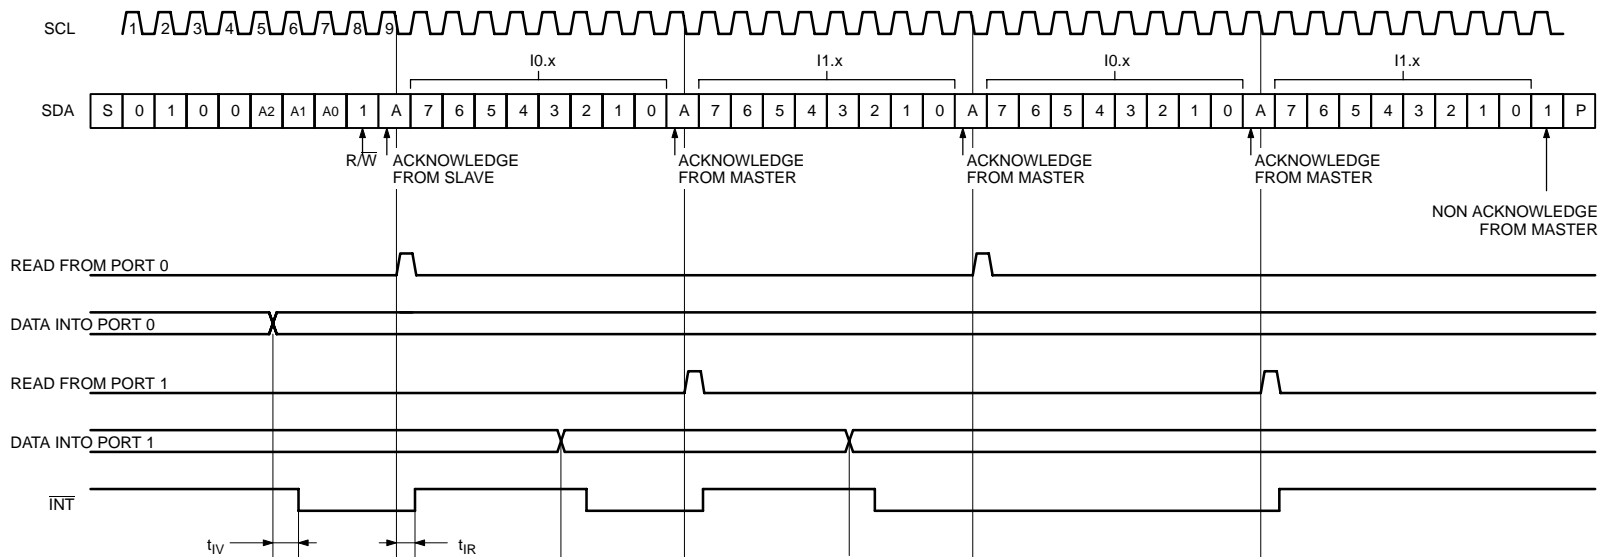 SCL 1 2 3 4 5 6 7 8 9
I0.x I1.x I0.x I1.x
SDA S 0 1 0 0 A2 A1 A0 1 A 7 6 5 4 3 2 1 0 A 7 6 5 4 3 2 1 0 A 7 6 5 4 3 2 1 0 A 7 6 5 4 3 2 1 0 1 P
R/W ACKNOWLEDGE ACKNOWLEDGE ACKNOWLEDGE ACKNOWLEDGE
FROM SLAVE FROM MASTER FROM MASTER FROM MASTER
NON ACKNOWLEDGE
FROM MASTER
READ FROM PORT 0
DATA INTO PORT 0
READ FROM PORT 1
DATA INTO PORT 1
INT
tIV tIR